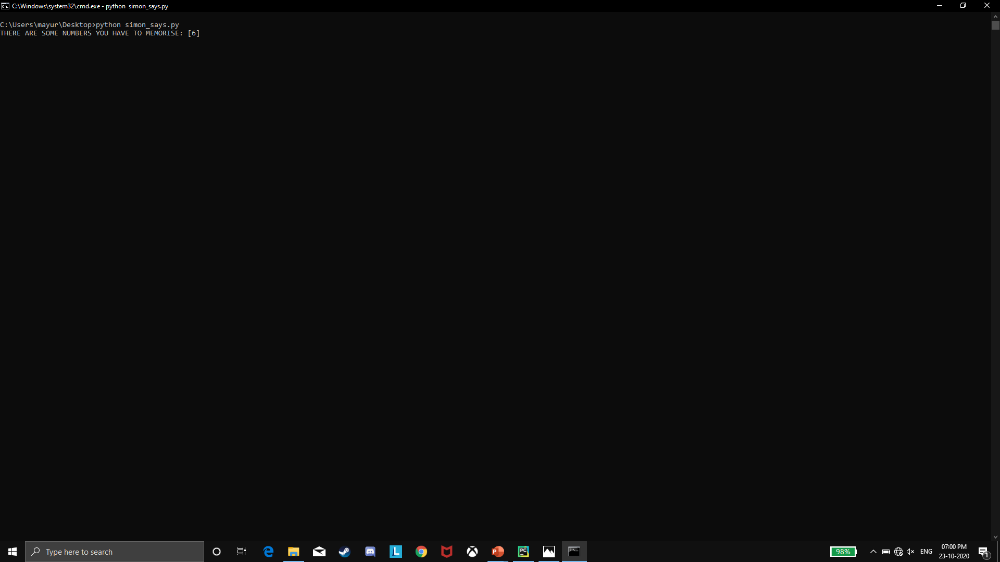 C:\Windows\system32\cmd.exe - python  simon_says.py
C:\Users\mayur\Desktop>python simon_says.py
THERE ARE SOME NUMBERS YOU HAVE TO MEMORISE: [6]
Type here to search
98%
ENG
07:00 PM
23-10-2020
1